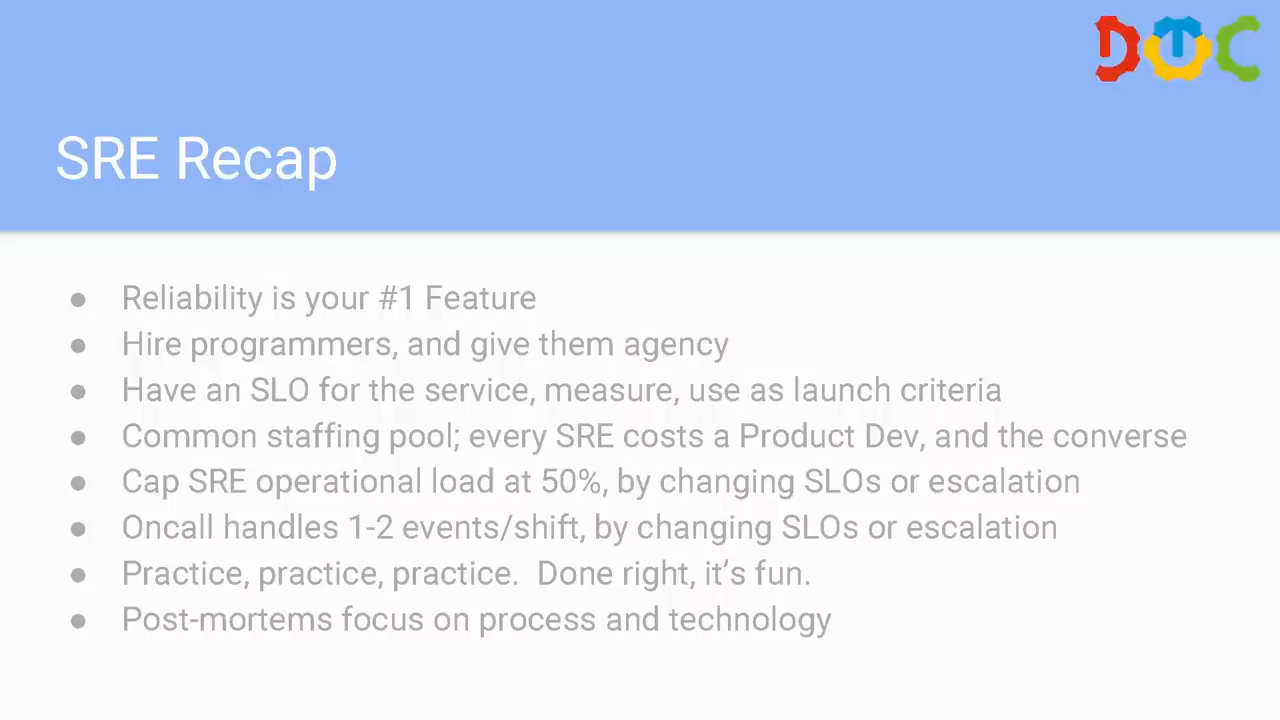 DTC
SRE Recap
● Reliability is your #1 Feature
● Hire programmers, and give them agency
● Have an SLO for the service, measure, use as launch criteria
● Common staffing pool; every SRE costs a Product Dev, and the converse
● Cap SRE operational load at 50%, by changing SLOs or escalation
● Oncall handles 1-2 events/shift, by changing SLOs or escalation
● Practice, practice, practice.  Done right, it’s fun.
● Post-mortems focus on process and technology